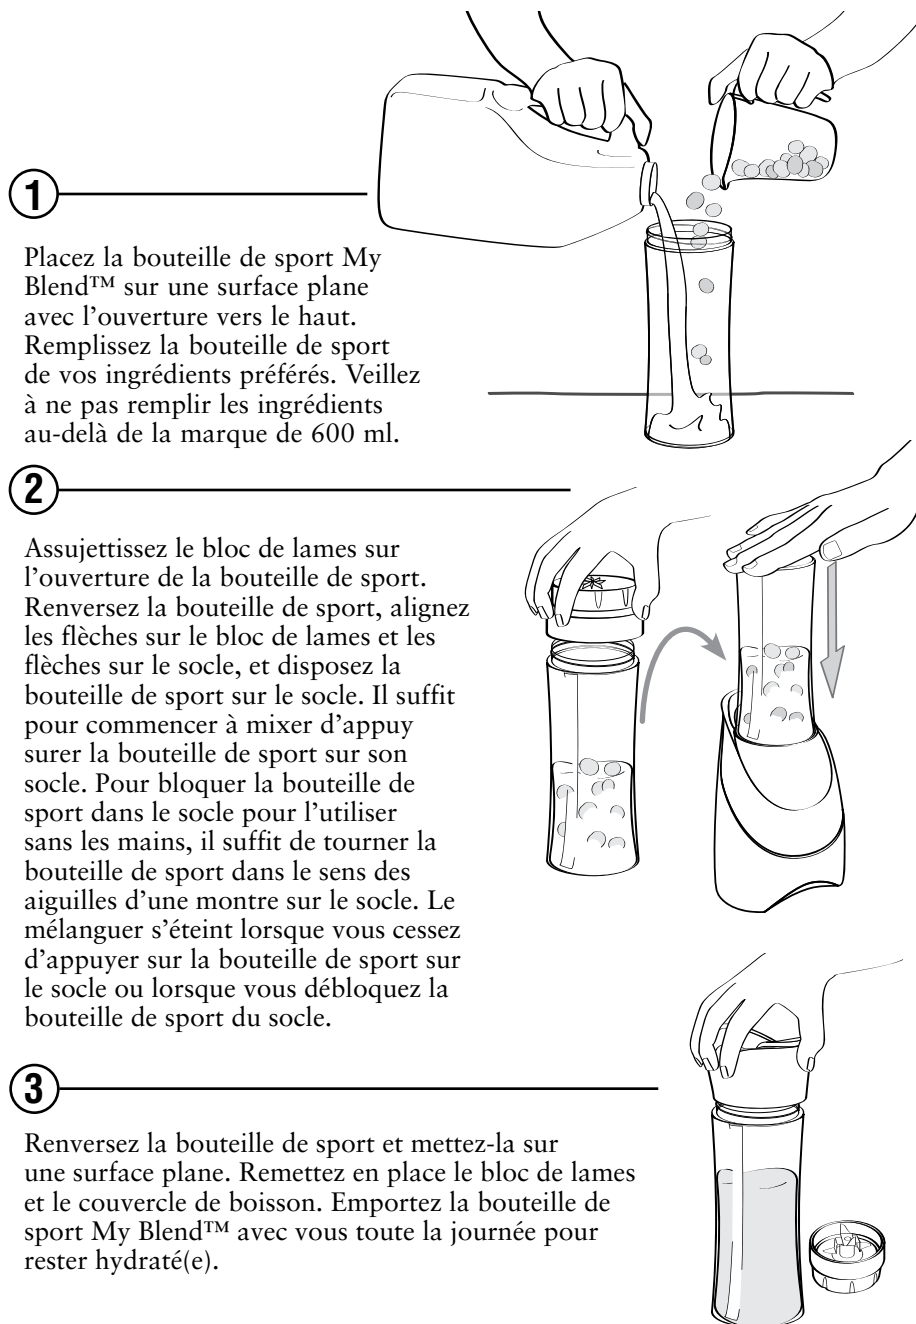 1
Placez la bouteille de sport My
Blend™ sur une surface plane
avec l’ouverture vers le haut.
Remplissez la bouteille de sport
de vos ingrédients préférés. Veillez
à ne pas remplir les ingrédients
au-delà de la marque de 600 ml.
2
Assujettissez le bloc de lames sur
l’ouverture de la bouteille de sport.
Renversez la bouteille de sport, alignez
les flèches sur le bloc de lames et les
flèches sur le socle, et disposez la
bouteille de sport sur le socle. Il suffit
pour commencer à mixer d’appuy
surer la bouteille de sport sur son
socle. Pour bloquer la bouteille de
sport dans le socle pour l’utiliser
sans les mains, il suffit de tourner la
bouteille de sport dans le sens des
aiguilles d’une montre sur le socle. Le
mélanguer s’éteint lorsque vous cessez
d’appuyer sur la bouteille de sport sur
le socle ou lorsque vous débloquez la
bouteille de sport du socle.
3
Renversez la bouteille de sport et mettez-la sur
une surface plane. Remettez en place le bloc de lames
et le couvercle de boisson. Emportez la bouteille de
sport My Blend™ avec vous toute la journée pour
rester hydraté(e).